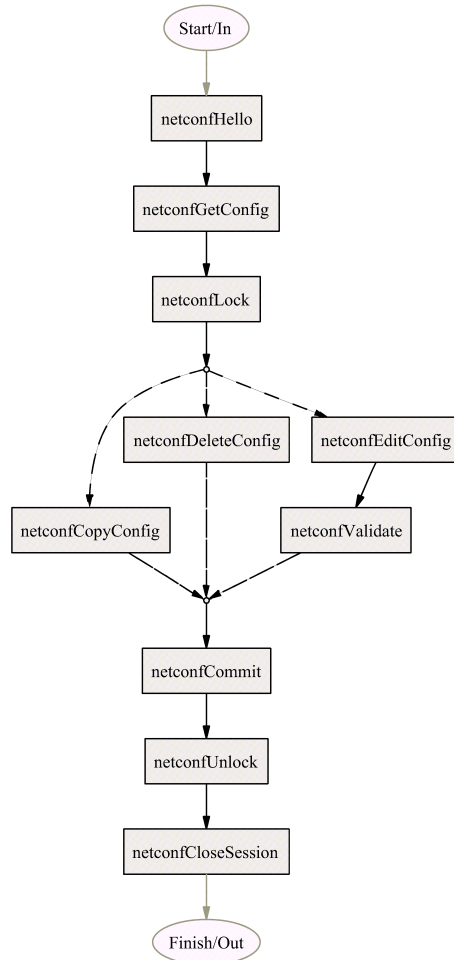 Start/In
netconfHello
netconfGetConfig
netconfLock
netconfDeleteConfig
netconfEditConfig
netconfCopyConfig
netconfValidate
netconfCommit
netconfUnlock
netconfCloseSession
Finish/Out